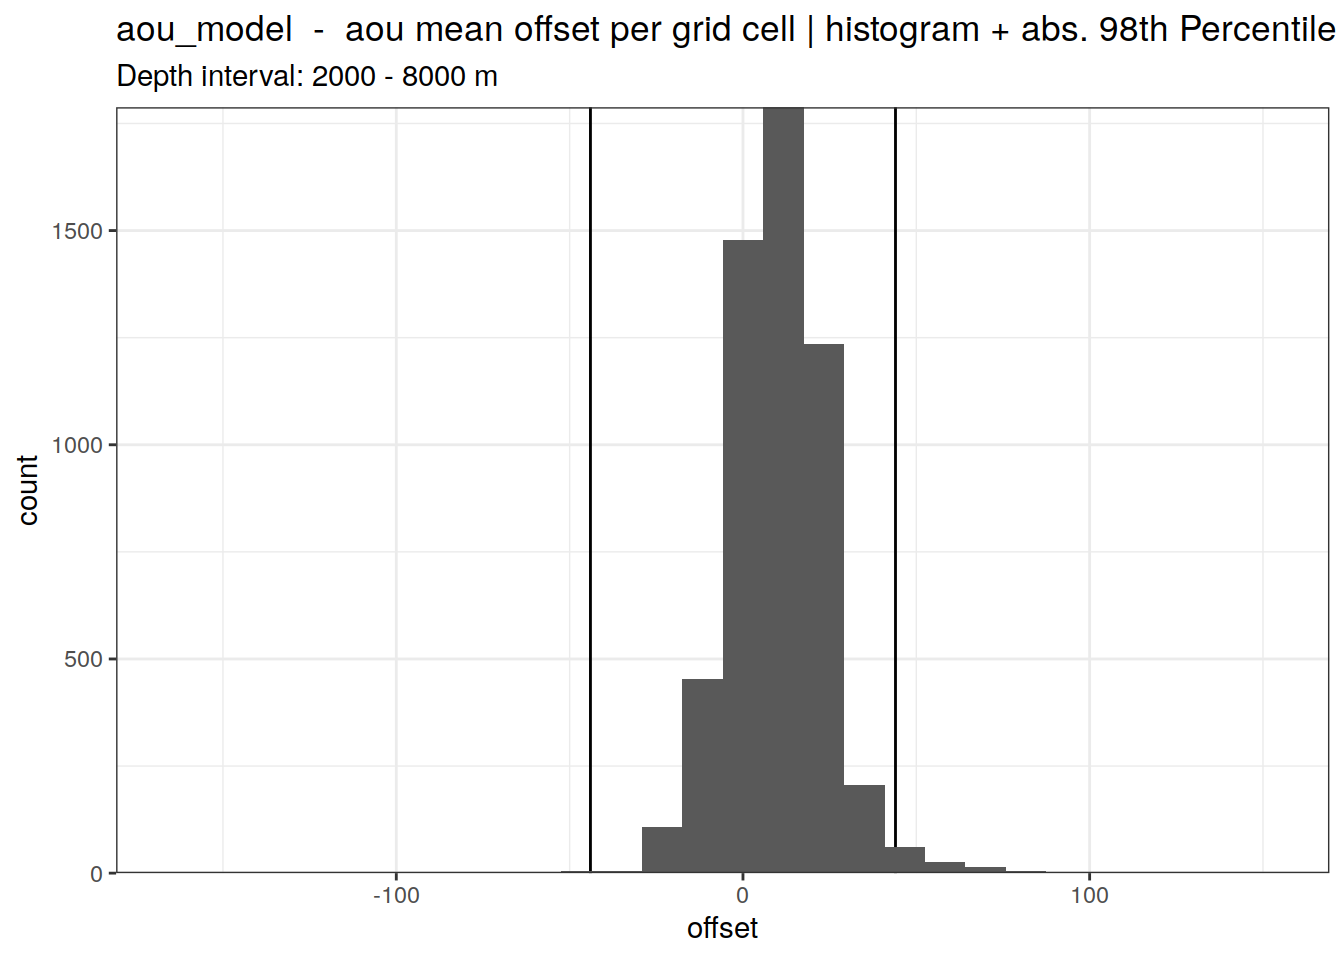 aou_model  -  aou mean offset per grid cell | histogram + abs. 98th Percentile
Depth interval: 2000 - 8000 m
count
1500
1000
500
0
-100 0 100
offset